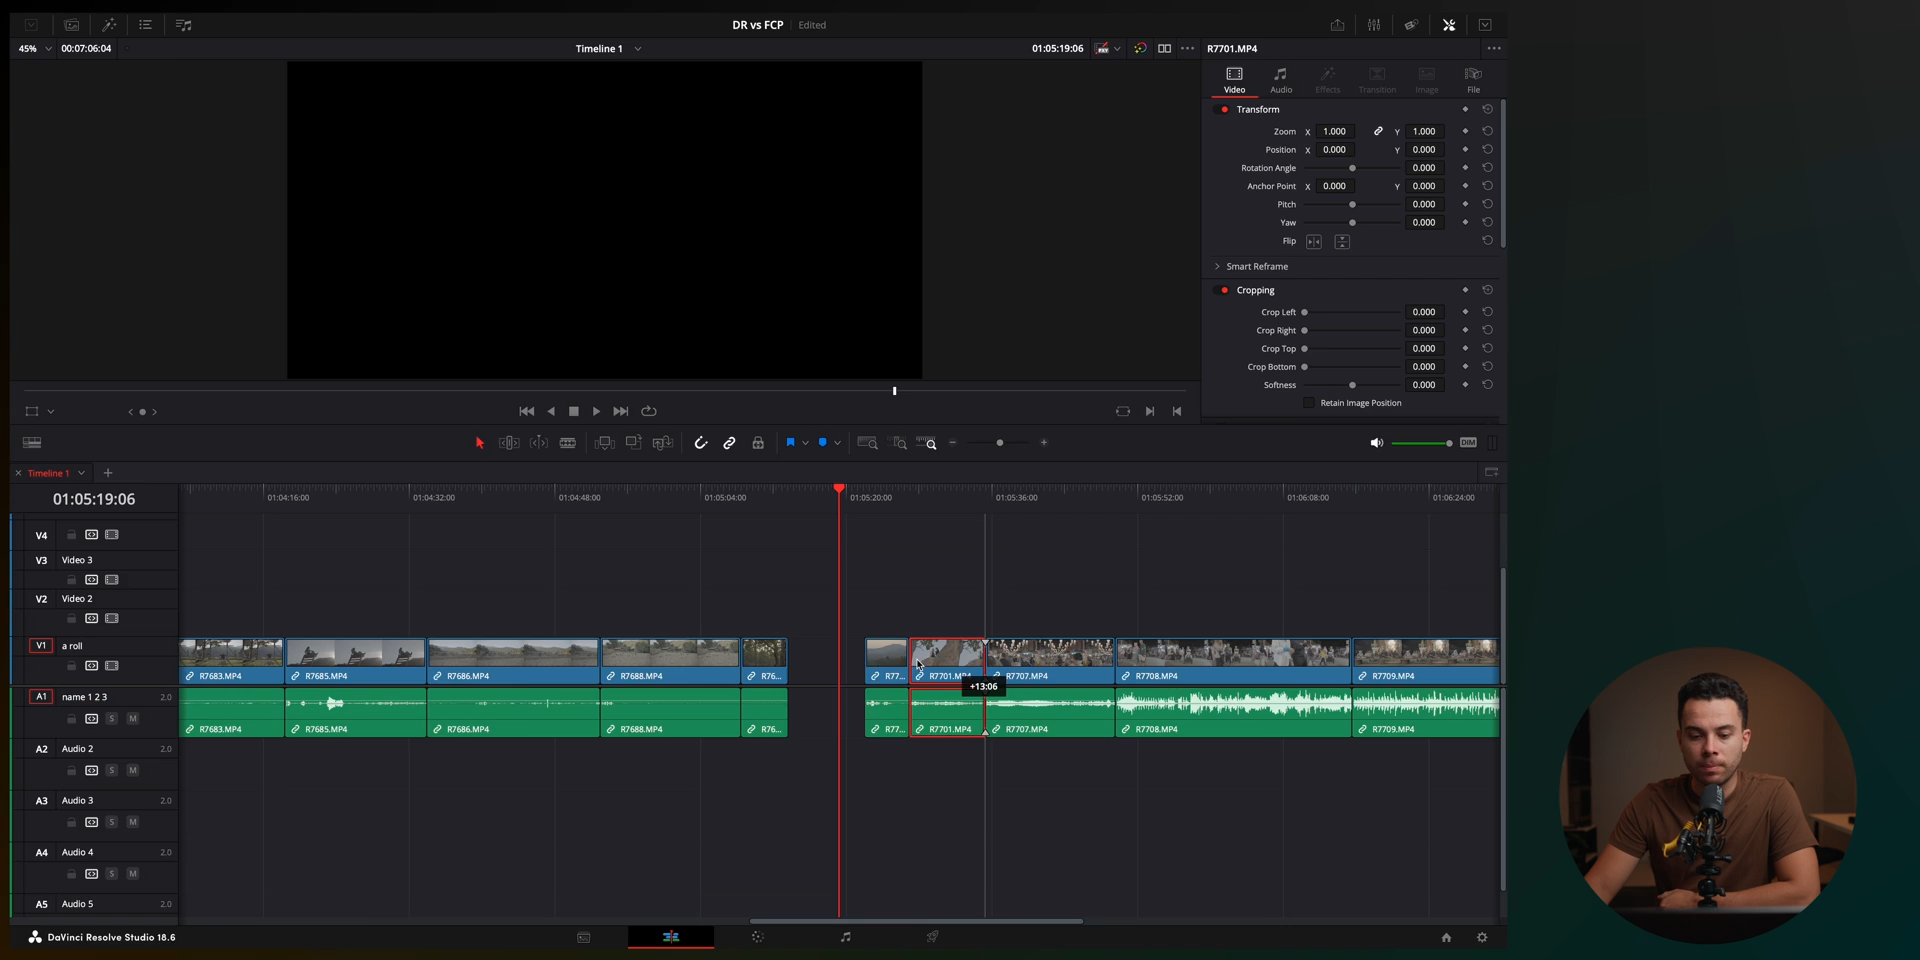 DR vs FCP Edited
45% 00:07:06:04 Timeline 1 01:05:19:06 R7701.MP4
Video Audio Effects Transition Image File
Transform
Zoom X 1.000 Y 1.000
Position X 0.000 Y 0.000
Rotation Angle 0.000
Anchor Point X 0.000 Y 0.000
Pitch 0.000
Yaw 0.000
Flip
Smart Reframe
Cropping
Crop Left 0.000
Crop Right 0.000
Crop Top 0.000
Crop Bottom 0.000
Softness 0.000
Retain Image Position
DIM
Timeline 1
01:05:19:06 01:04:16:00 01:04:32:00 01:04:48:00 01:05:04:00 01:05:20:00 01:05:36:00 01:05:52:00 01:06:08:00 01:06:24:00
V4
V3 Video 3
V2 Video 2
V1 a roll
R7683.MP4 R7685.MP4 R7686.MP4 R7688.MP4 R76... R77... R7701.MP4 R7707.MP4 R7708.MP4 R7709.MP4
+13:06
A1 name 1 2 3 2.0
S M
R7683.MP4 R7685.MP4 R7686.MP4 R7688.MP4 R76... R77... R7701.MP4 R7707.MP4 R7708.MP4 R7709.MP4
A2 Audio 2 2.0
S M
A3 Audio 3 2.0
S M
A4 Audio 4 2.0
S M
A5 Audio 5 2.0
DaVinci Resolve Studio 18.6